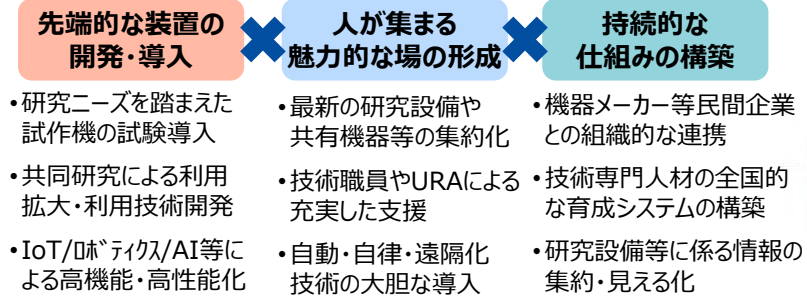 先端的な装置の
開発・導入
人が集まる
魅力的な場の形成
持続的な
仕組みの構築
•研究ニーズを踏まえた
試作機の試験導入
•共同研究による利用
拡大・利用技術開発
•IoT/ﾛﾎﾞﾃｨｸｽ/AI等に
よる高機能・高性能化
•最新の研究設備や
共有機器等の集約化
•技術職員やURAによる
充実した支援
•自動・自律・遠隔化
技術の大胆な導入
•機器メーカー等民間企業
との組織的な連携
•技術専門人材の全国的
な育成システムの構築
•研究設備等に係る情報の
集約・見える化